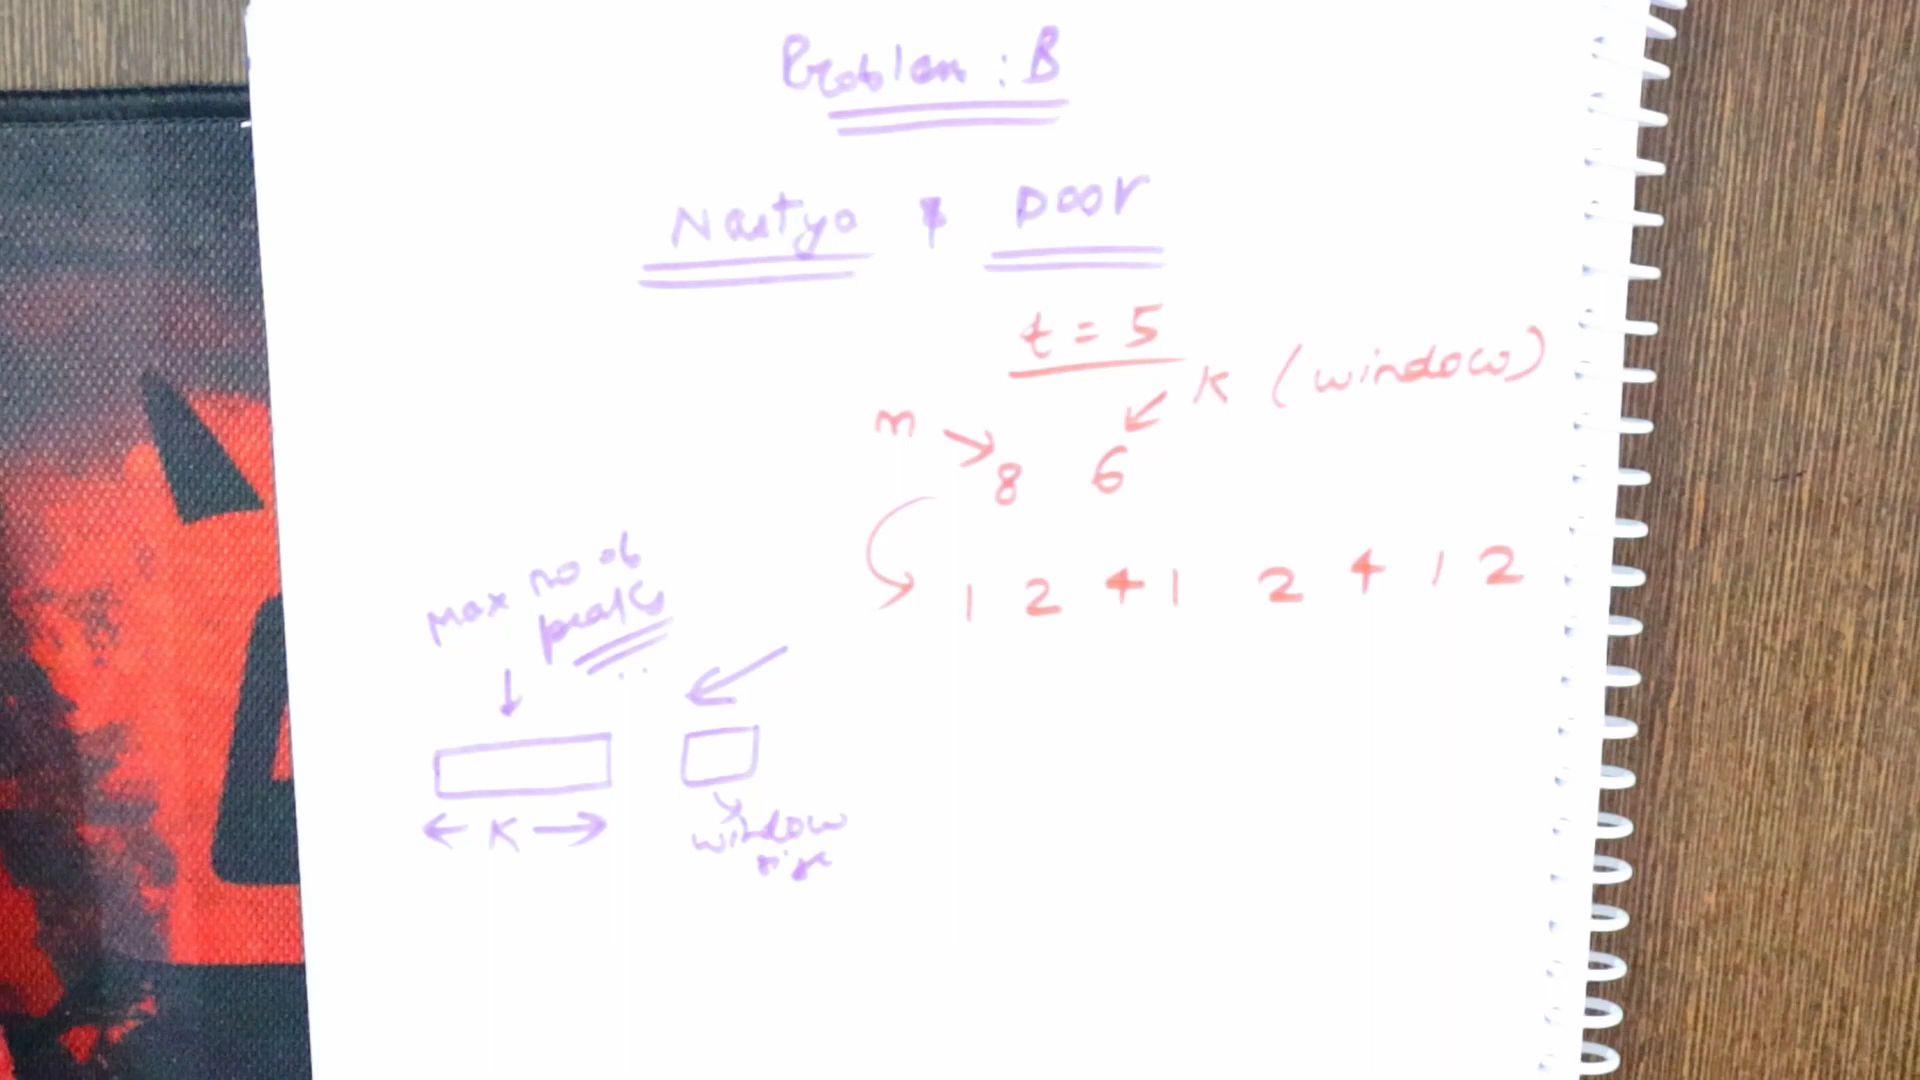 Problem : B
Nastya & Door
t = 5
K (window)
n
8 6
1 2 4 1 2 4 1 2
Max no of
peaks
K
window
size